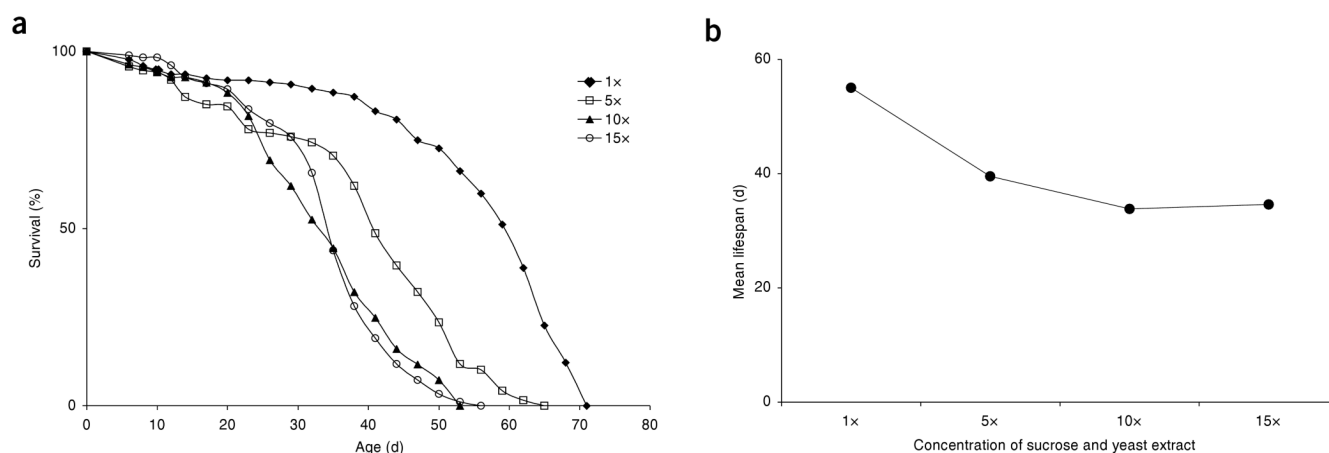 a
100
50
0
Survival (%)
0 10 20 30 40 50 60 70 80
Age (d)
1×
5×
10×
15×
b
60
40
20
0
Mean lifespan (d)
1× 5× 10× 15×
Concentration of sucrose and yeast extract